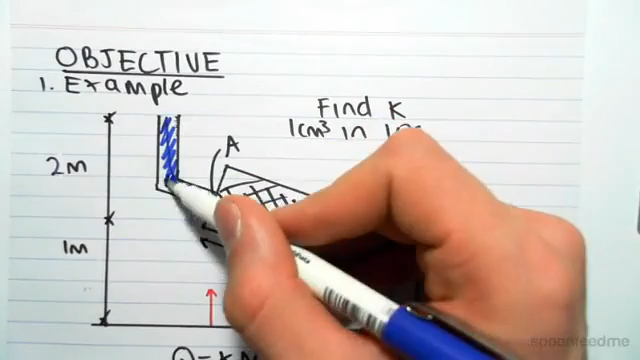 OBJECTIVE
1. Example
Find K
1cm³ in
A
2m
1m
spoonfeedme